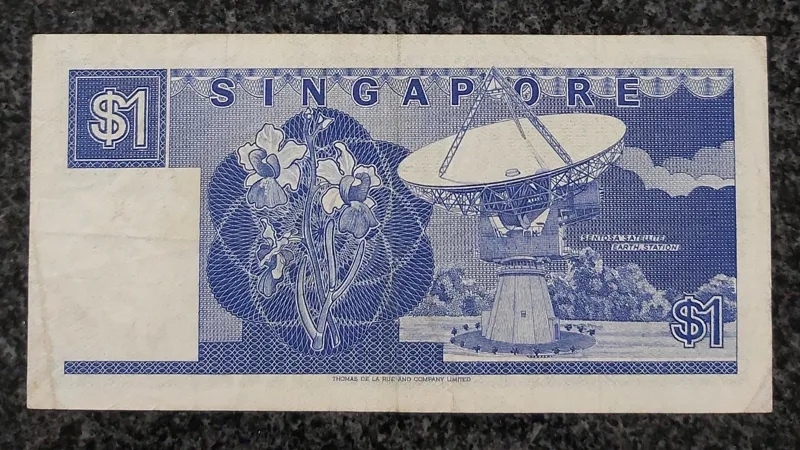 $1
SINGAPORE
SENTOSA SATELLITE
EARTH STATION
$1
THOMAS DE LA RUE AND COMPANY LIMITED